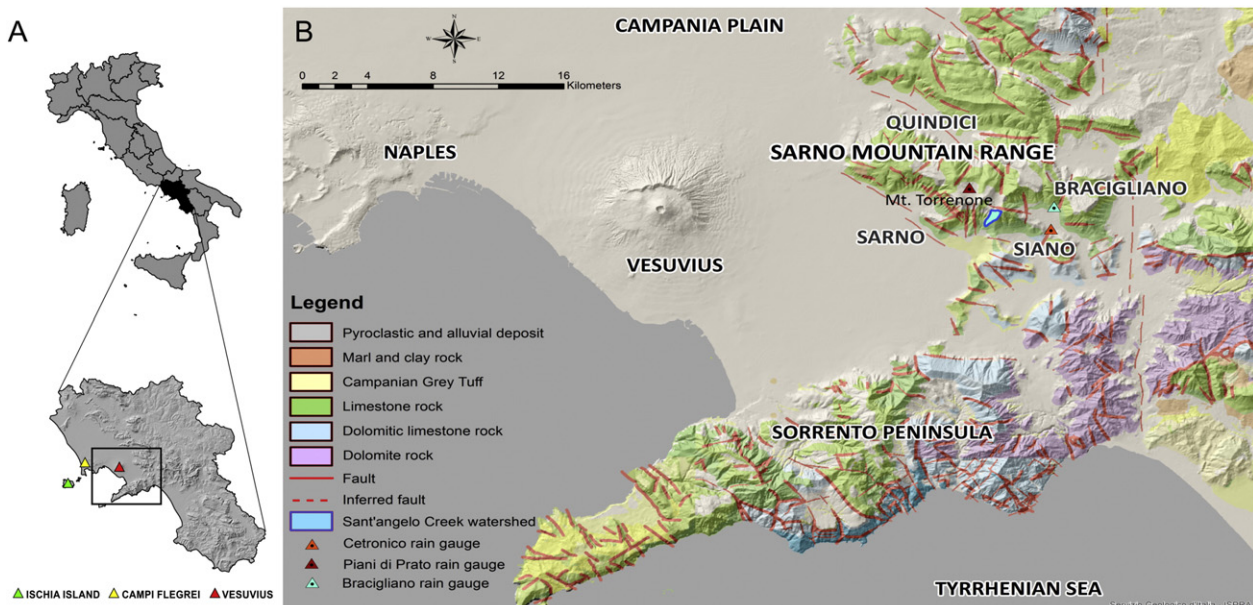 A
B
CAMPANIA PLAIN
N
W E
S
0 2 4 8 12 16
Kilometers
NAPLES
QUINDICI
SARNO MOUNTAIN RANGE
BRACIGLIANO
Mt. Torrenone
SARNO
SIANO
VESUVIUS
Legend
Pyroclastic and alluvial deposit
Marl and clay rock
Campanian Grey Tuff
Limestone rock
Dolomitic limestone rock
Dolomite rock
Fault
Inferred fault
Sant'angelo Creek watershed
Cetronico rain gauge
Piani di Prato rain gauge
Bracigliano rain gauge
SORRENTO PENINSULA
TYRRHENIAN SEA
ISCHIA ISLAND
CAMPI FLEGREI
VESUVIUS